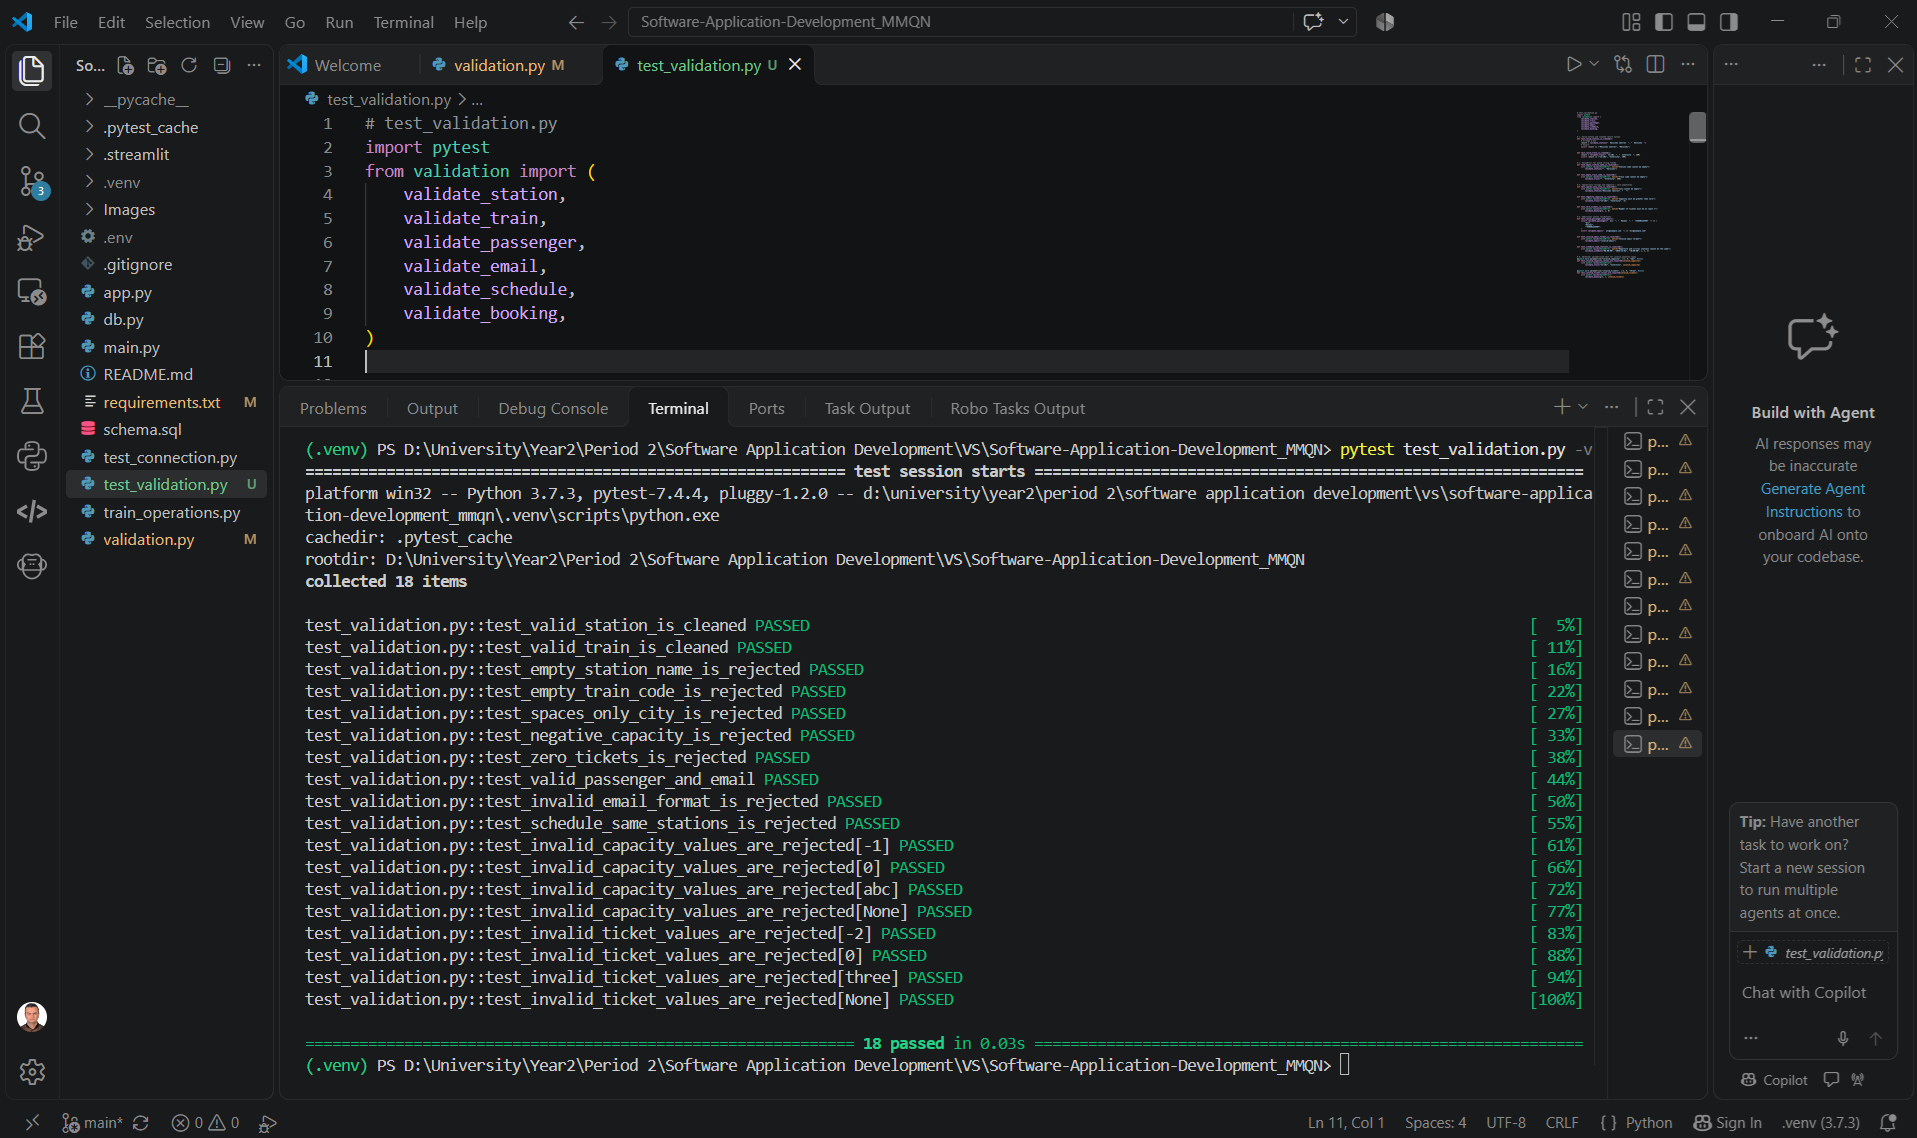 File Edit Selection View Go Run Terminal Help
Software-Application-Development_MMQN
So...
__pycache__
.pytest_cache
.streamlit
.venv
Images
.env
.gitignore
app.py
db.py
main.py
README.md
requirements.txt M
schema.sql
test_connection.py
test_validation.py U
train_operations.py
validation.py M
3
Welcome
validation.py M
test_validation.py U
test_validation.py > ...
1 # test_validation.py
2 import pytest
3 from validation import (
4 validate_station,
5 validate_train,
6 validate_passenger,
7 validate_email,
8 validate_schedule,
9 validate_booking,
10 )
11
Problems Output Debug Console Terminal Ports Task Output Robo Tasks Output
(.venv) PS D:\University\Year2\Period 2\Software Application Development\VS\Software-Application-Development_MMQN> pytest test_validation.py -v
============================================================ test session starts =============================================================
platform win32 -- Python 3.7.3, pytest-7.4.4, pluggy-1.2.0 -- d:\university\year2\period 2\software application development\vs\software-applica
tion-development_mmqn\.venv\scripts\python.exe
cachedir: .pytest_cache
rootdir: D:\University\Year2\Period 2\Software Application Development\VS\Software-Application-Development_MMQN
collected 18 items
test_validation.py::test_valid_station_is_cleaned PASSED [ 5%]
test_validation.py::test_valid_train_is_cleaned PASSED [ 11%]
test_validation.py::test_empty_station_name_is_rejected PASSED [ 16%]
test_validation.py::test_empty_train_code_is_rejected PASSED [ 22%]
test_validation.py::test_spaces_only_city_is_rejected PASSED [ 27%]
test_validation.py::test_negative_capacity_is_rejected PASSED [ 33%]
test_validation.py::test_zero_tickets_is_rejected PASSED [ 38%]
test_validation.py::test_valid_passenger_and_email PASSED [ 44%]
test_validation.py::test_invalid_email_format_is_rejected PASSED [ 50%]
test_validation.py::test_schedule_same_stations_is_rejected PASSED [ 55%]
test_validation.py::test_invalid_capacity_values_are_rejected[-1] PASSED [ 61%]
test_validation.py::test_invalid_capacity_values_are_rejected[0] PASSED [ 66%]
test_validation.py::test_invalid_capacity_values_are_rejected[abc] PASSED [ 72%]
test_validation.py::test_invalid_capacity_values_are_rejected[None] PASSED [ 77%]
test_validation.py::test_invalid_ticket_values_are_rejected[-2] PASSED [ 83%]
test_validation.py::test_invalid_ticket_values_are_rejected[0] PASSED [ 88%]
test_validation.py::test_invalid_ticket_values_are_rejected[three] PASSED [ 94%]
test_validation.py::test_invalid_ticket_values_are_rejected[None] PASSED [100%]
============================================================= 18 passed in 0.03s =============================================================
(.venv) PS D:\University\Year2\Period 2\Software Application Development\VS\Software-Application-Development_MMQN>
p...
p...
p...
p...
p...
p...
p...
p...
p...
p...
p...
p...
Build with Agent
AI responses may
be inaccurate
Generate Agent
Instructions to
onboard AI onto
your codebase.
Tip: Have another
task to work on?
Start a new session
to run multiple
agents at once.
test_validation.py
Chat with Copilot
Copilot
main* 0 0
Ln 11, Col 1 Spaces: 4 UTF-8 CRLF { } Python Sign In .venv (3.7.3)